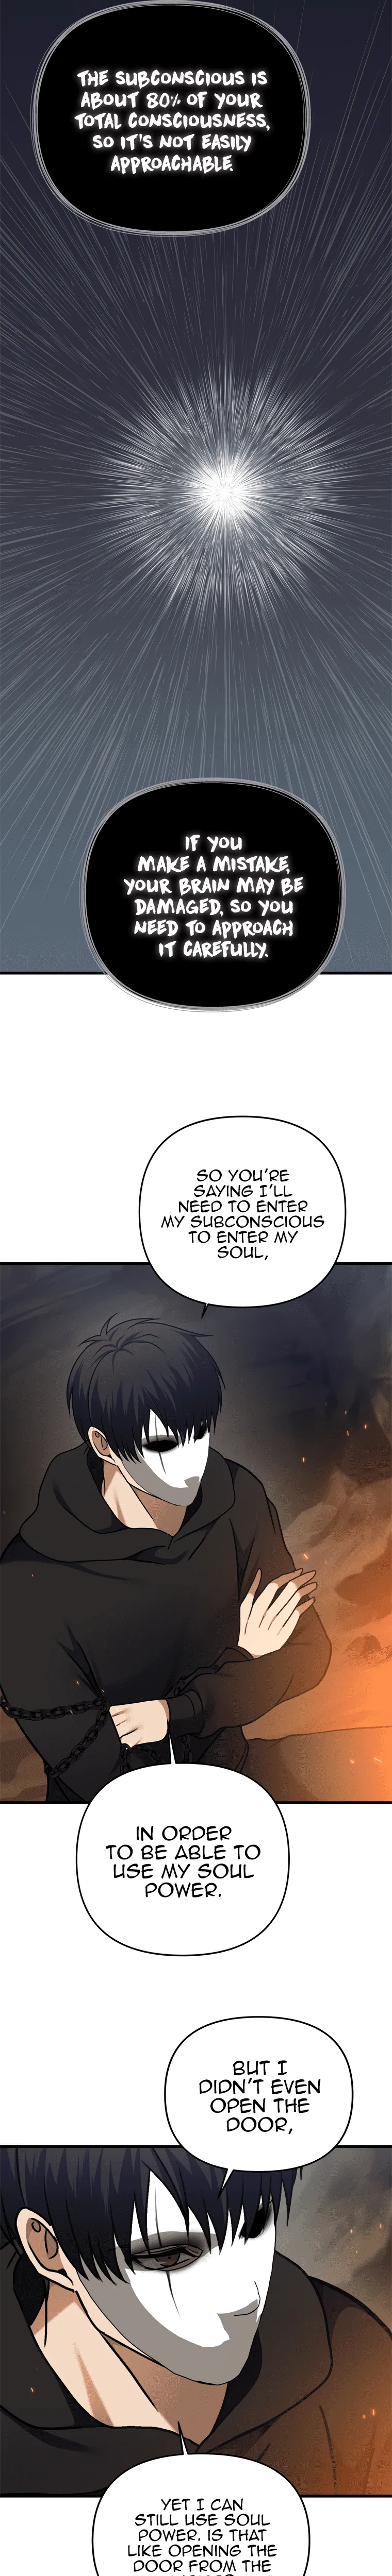 THE SUBCONSCIOUS IS
ABOUT 80% OF YOUR
TOTAL CONSCIOUSNESS,
SO IT'S NOT EASILY
APPROACHABLE.
IF YOU
MAKE A MISTAKE,
YOUR BRAIN MAY BE
DAMAGED, SO YOU
NEED TO APPROACH
IT CAREFULLY.
SO YOU'RE
SAYING I'LL
NEED TO ENTER
MY SUBCONSCIOUS
TO ENTER MY
SOUL,
IN ORDER
TO BE ABLE TO
USE MY SOUL
POWER.
BUT I
DIDN'T EVEN
OPEN THE
DOOR,
YET I CAN
STILL USE SOUL
POWER. IS THAT
LIKE OPENING THE
DOOR FROM THE